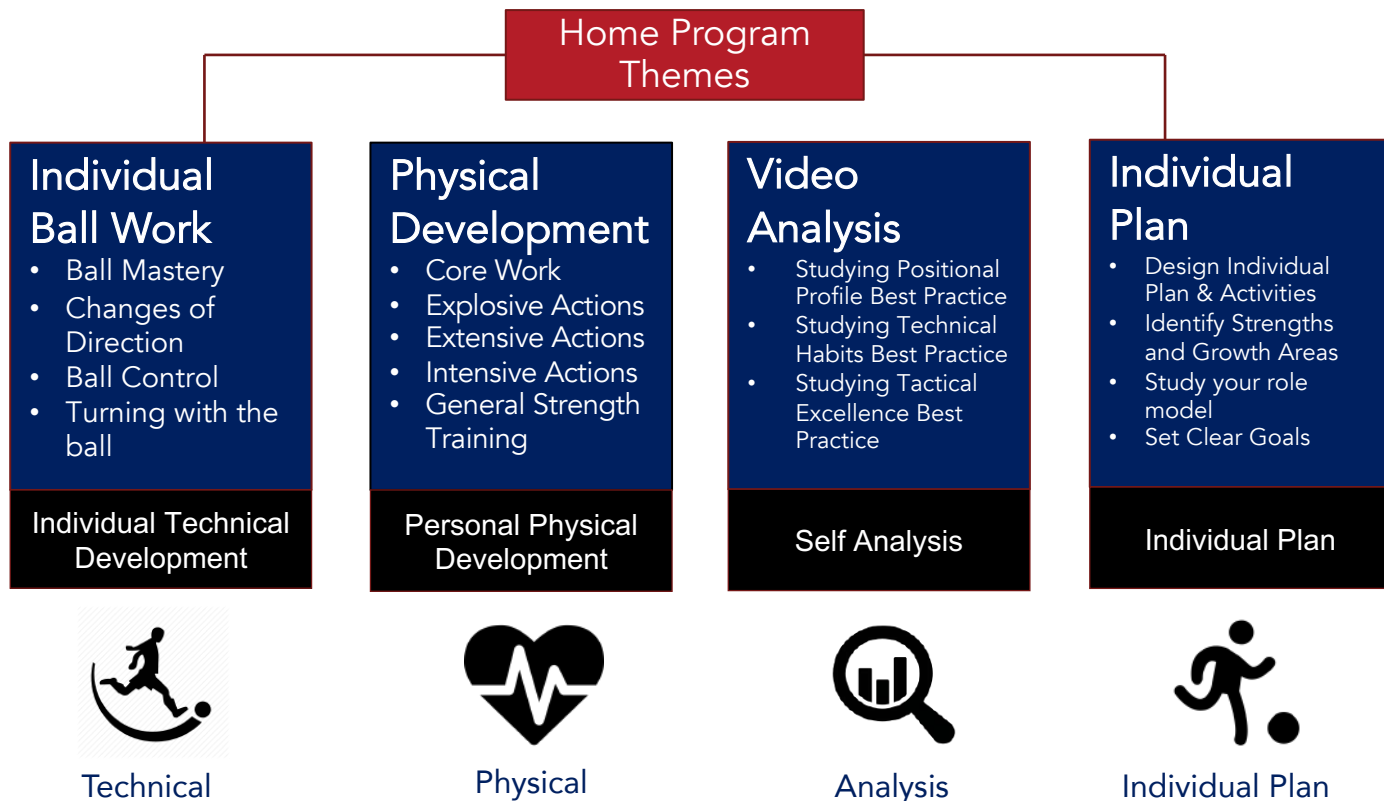 Home Program
Themes
Individual
Ball Work
• Ball Mastery
• Changes of
Direction
• Ball Control
• Turning with the
ball
Individual Technical
Development
Technical
Physical
Development
• Core Work
• Explosive Actions
• Extensive Actions
• Intensive Actions
• General Strength
Training
Personal Physical
Development
Physical
Video
Analysis
• Studying Positional
Profile Best Practice
• Studying Technical
Habits Best Practice
• Studying Tactical
Excellence Best
Practice
Self Analysis
Analysis
Individual
Plan
• Design Individual
Plan & Activities
• Identify Strengths
and Growth Areas
• Study your role
model
• Set Clear Goals
Individual Plan
Individual Plan